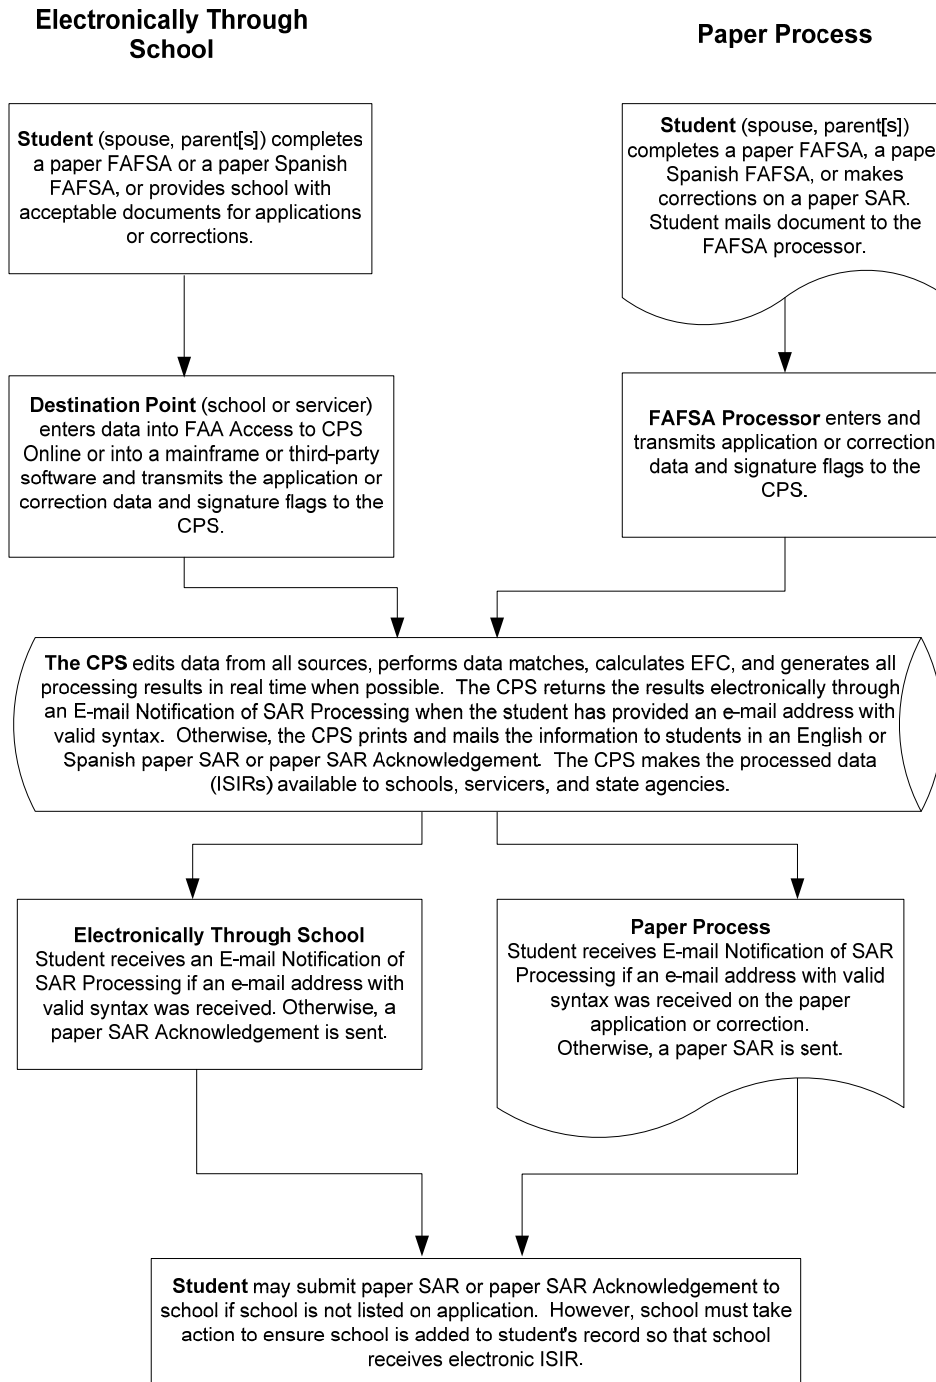 Electronically Through
School
Paper Process
Student (spouse, parent[s]) completes
a paper FAFSA or a paper Spanish
FAFSA, or provides school with
acceptable documents for applications
or corrections.
Student (spouse, parent[s])
completes a paper FAFSA, a pape
Spanish FAFSA, or makes
corrections on a paper SAR.
Student mails document to the
FAFSA processor.
Destination Point (school or servicer)
enters data into FAA Access to CPS
Online or into a mainframe or third-party
software and transmits the application or
correction data and signature flags to the
CPS.
FAFSA Processor enters and
transmits application or correction
data and signature flags to the
CPS.
The CPS edits data from all sources, performs data matches, calculates EFC, and generates all
processing results in real time when possible. The CPS returns the results electronically through
an E-mail Notification of SAR Processing when the student has provided an e-mail address with
valid syntax. Otherwise, the CPS prints and mails the information to students in an English or
Spanish paper SAR or paper SAR Acknowledgement. The CPS makes the processed data
(ISIRs) available to schools, servicers, and state agencies.
Electronically Through School
Student receives an E-mail Notification of
SAR Processing if an e-mail address with
valid syntax was received. Otherwise, a
paper SAR Acknowledgement is sent.
Paper Process
Student receives E-mail Notification of SAR
Processing if an e-mail address with valid
syntax was received on the paper
application or correction.
Otherwise, a paper SAR is sent.
Student may submit paper SAR or paper SAR Acknowledgement to
school if school is not listed on application. However, school must take
action to ensure school is added to student's record so that school
receives electronic ISIR.